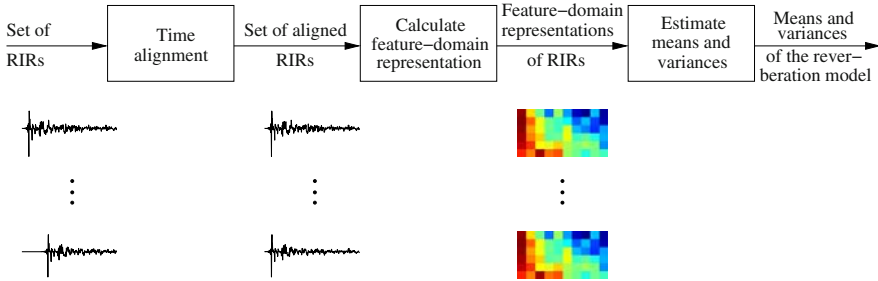 Set of
RIRs
Time
alignment
Set of aligned
RIRs
Calculate
feature−domain
representation
Feature−domain
representations
of RIRs
Estimate
means and
variances
Means and
variances
of the rever−
beration model